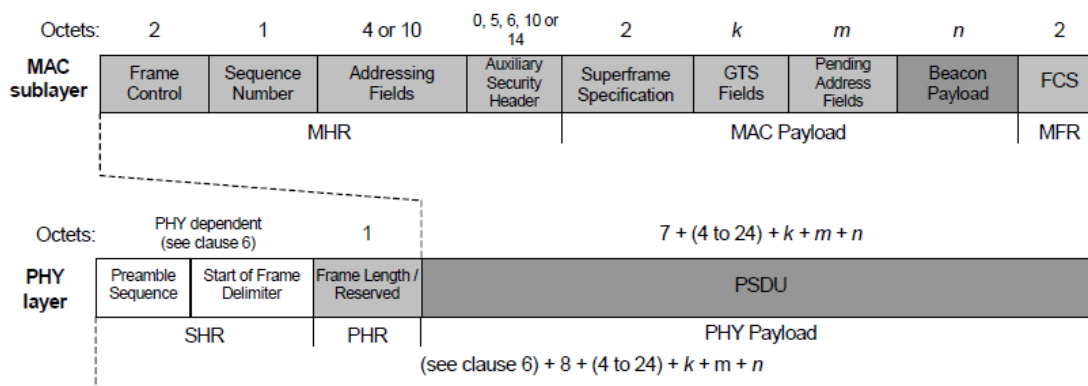 Octets: 2 1 4 or 10 0, 5, 6, 10 or 14 2 k m n 2
MAC sublayer
Frame Control
Sequence Number
Addressing Fields
Auxiliary Security Header
Superframe Specification
GTS Fields
Pending Address Fields
Beacon Payload
FCS
MHR MAC Payload MFR
Octets: PHY dependent (see clause 6) 1 7 + (4 to 24) + k + m + n
PHY layer
Preamble Sequence
Start of Frame Delimiter
Frame Length / Reserved
PSDU
SHR PHR PHY Payload
(see clause 6) + 8 + (4 to 24) + k + m + n